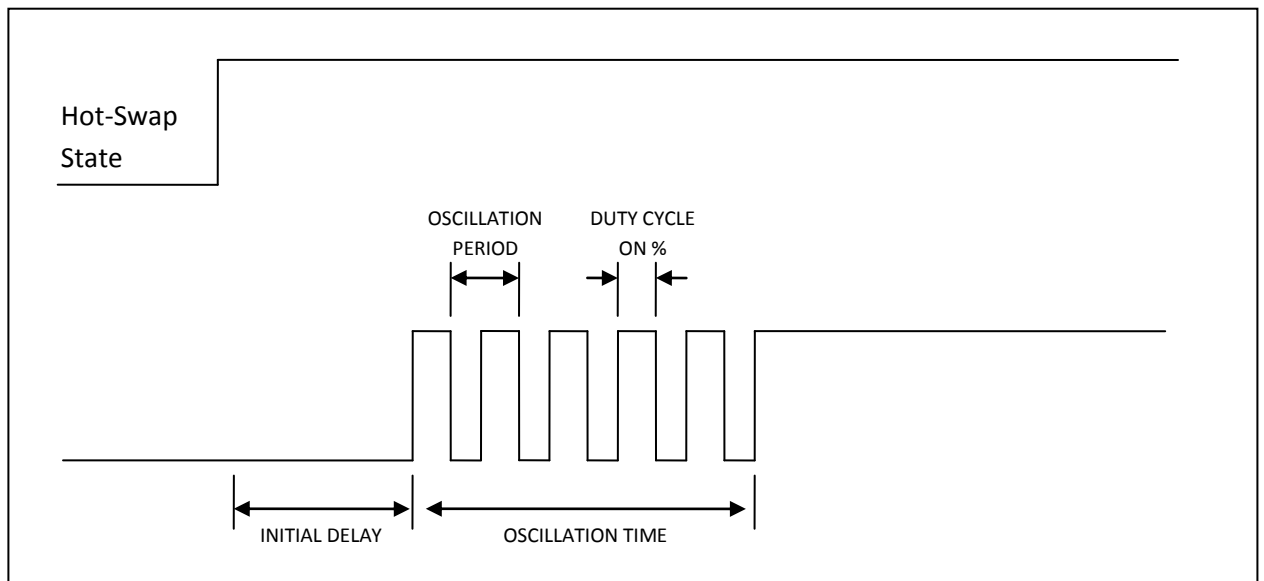 Hot-Swap
State
OSCILLATION
PERIOD
DUTY CYCLE
ON %
INITIAL DELAY
OSCILLATION TIME